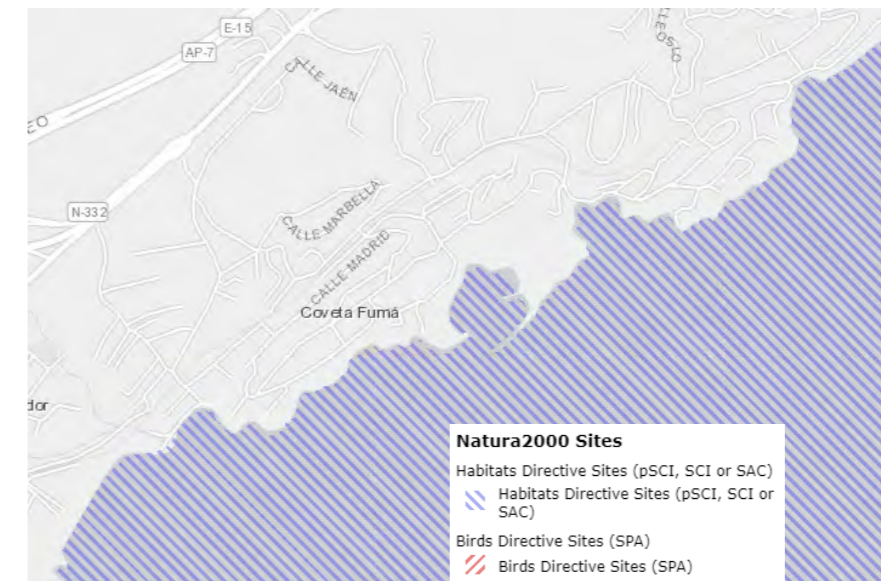 E-15
AP-7
CALLE JAÉN
N-332
CALLE MARBELLA
CALLE MADRID
Coveta Fumá
dor
Natura2000 Sites
Habitats Directive Sites (pSCI, SCI or SAC)
Habitats Directive Sites (pSCI, SCI or
SAC)
Birds Directive Sites (SPA)
Birds Directive Sites (SPA)